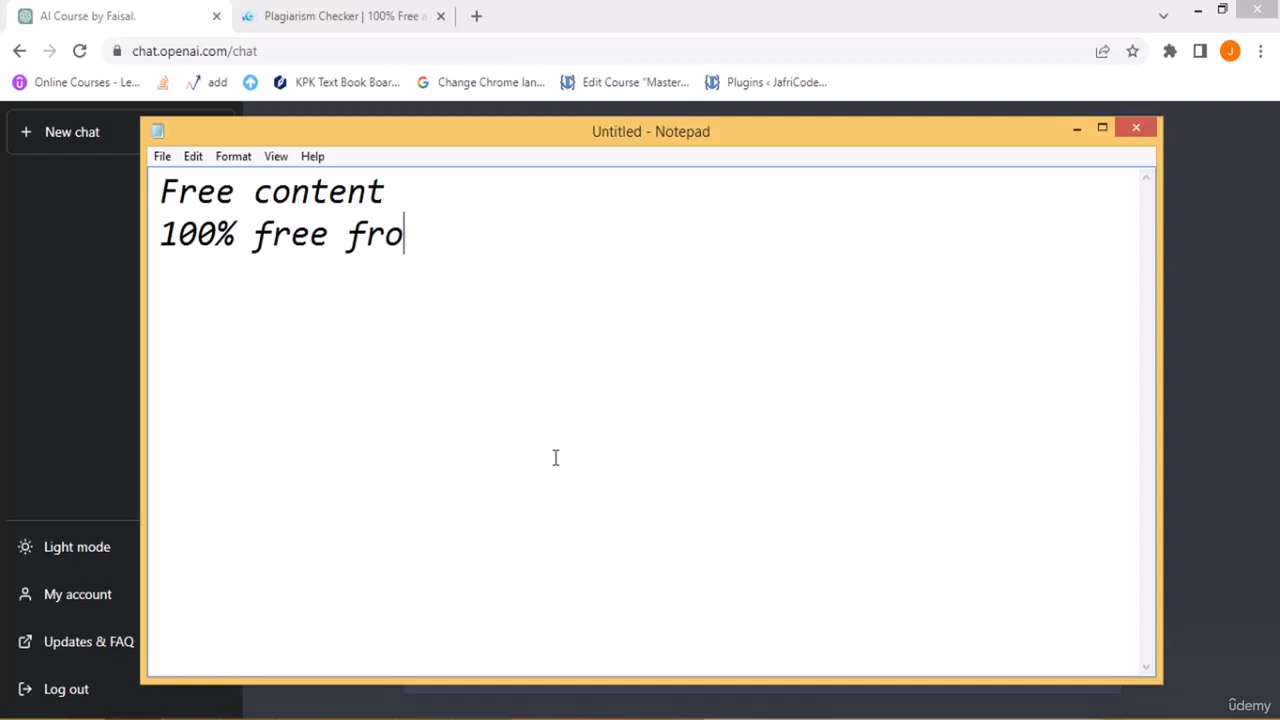 AI Course by Faisal.
Plagiarism Checker | 100% Free a
chat.openai.com/chat
J
Online Courses - Le...
add
KPK Text Book Boar...
Change Chrome lan...
Edit Course "Master...
Plugins ‹ JafriCode...
New chat
Untitled - Notepad
File Edit Format View Help
Free content
100% free fro
Light mode
My account
Updates & FAQ
Log out
ûdemy